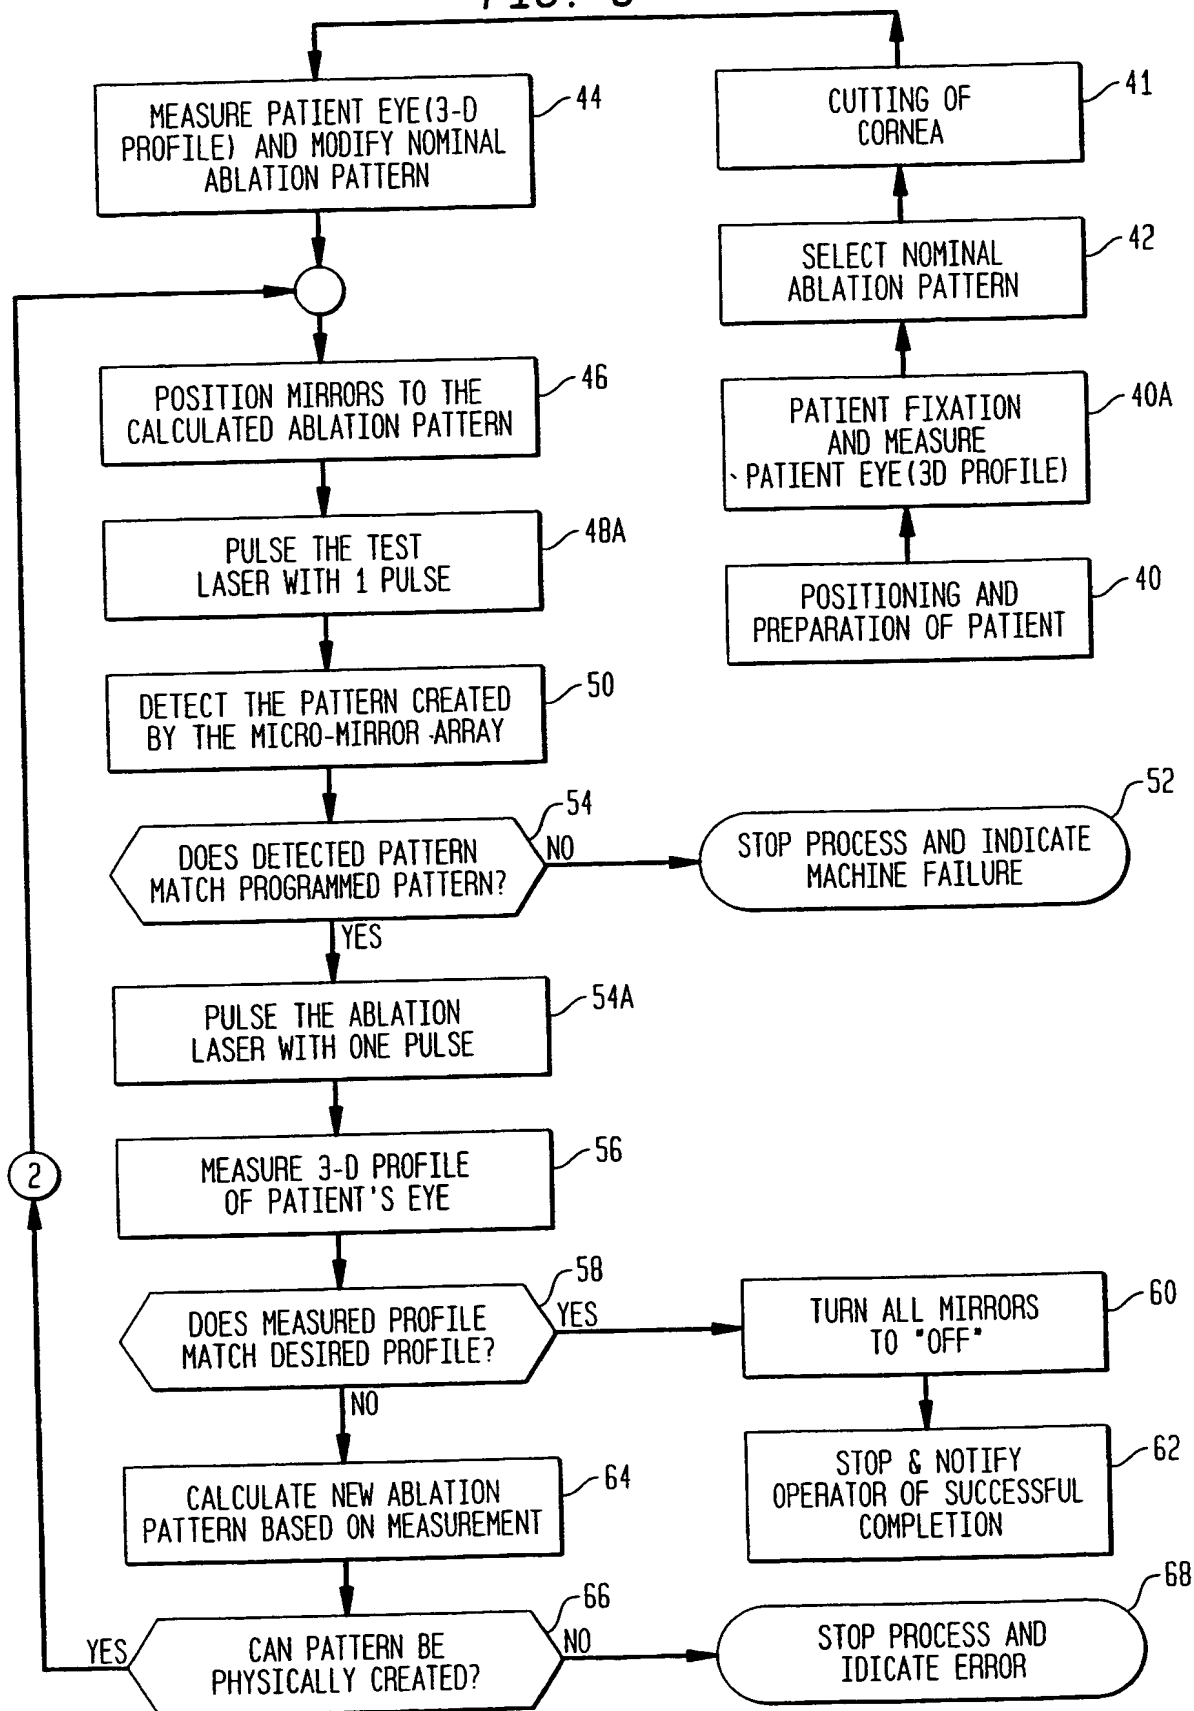 MEASURE PATIENT EYE(3-D
PROFILE) AND MODIFY NOMINAL
ABLATION PATTERN
44
CUTTING OF
CORNEA
41
SELECT NOMINAL
ABLATION PATTERN
42
POSITION MIRRORS TO THE
CALCULATED ABLATION PATTERN
46
PATIENT FIXATION
AND MEASURE
PATIENT EYE(3D PROFILE)
40A
PULSE THE TEST
LASER WITH 1 PULSE
48A
POSITIONING AND
PREPARATION OF PATIENT
40
DETECT THE PATTERN CREATED
BY THE MICRO-MIRROR ARRAY
50
DOES DETECTED PATTERN
MATCH PROGRAMMED PATTERN?
54
NO
STOP PROCESS AND INDICATE
MACHINE FAILURE
52
YES
PULSE THE ABLATION
LASER WITH ONE PULSE
54A
MEASURE 3-D PROFILE
OF PATIENT'S EYE
56
2
DOES MEASURED PROFILE
MATCH DESIRED PROFILE?
58
YES
TURN ALL MIRRORS
TO "OFF"
60
NO
STOP & NOTIFY
OPERATOR OF SUCCESSFUL
COMPLETION
62
CALCULATE NEW ABLATION
PATTERN BASED ON MEASUREMENT
64
YES
CAN PATTERN BE
PHYSICALLY CREATED?
66
NO
STOP PROCESS AND
IDICATE ERROR
68